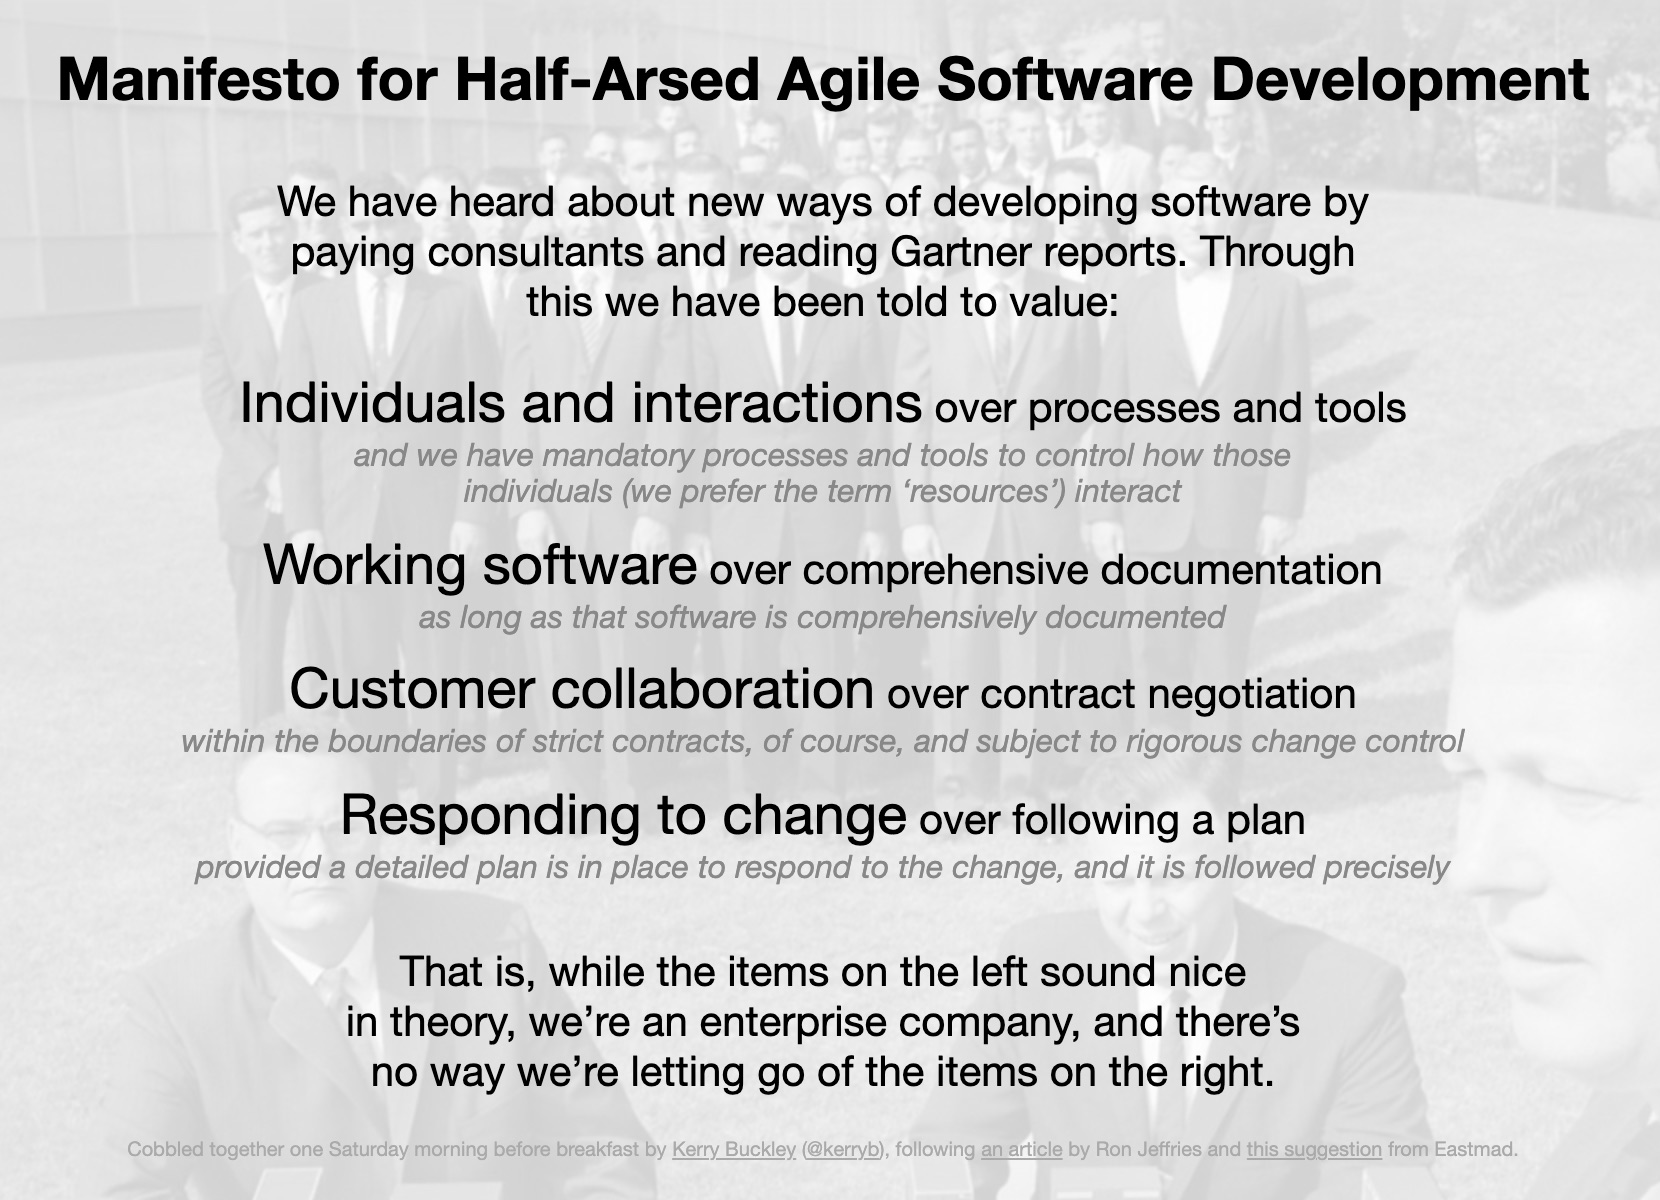 Manifesto for Half-Arsed Agile Software Development
We have heard about new ways of developing software by
paying consultants and reading Gartner reports. Through
this we have been told to value:
Individuals and interactions over processes and tools
and we have mandatory processes and tools to control how those
individuals (we prefer the term ‘resources’) interact
Working software over comprehensive documentation
as long as that software is comprehensively documented
Customer collaboration over contract negotiation
within the boundaries of strict contracts, of course, and subject to rigorous change control
Responding to change over following a plan
provided a detailed plan is in place to respond to the change, and it is followed precisely
That is, while the items on the left sound nice
in theory, we’re an enterprise company, and there’s
no way we’re letting go of the items on the right.
Cobbled together one Saturday morning before breakfast by Kerry Buckley (@kerryb), following an article by Ron Jeffries and this suggestion from Eastmad.